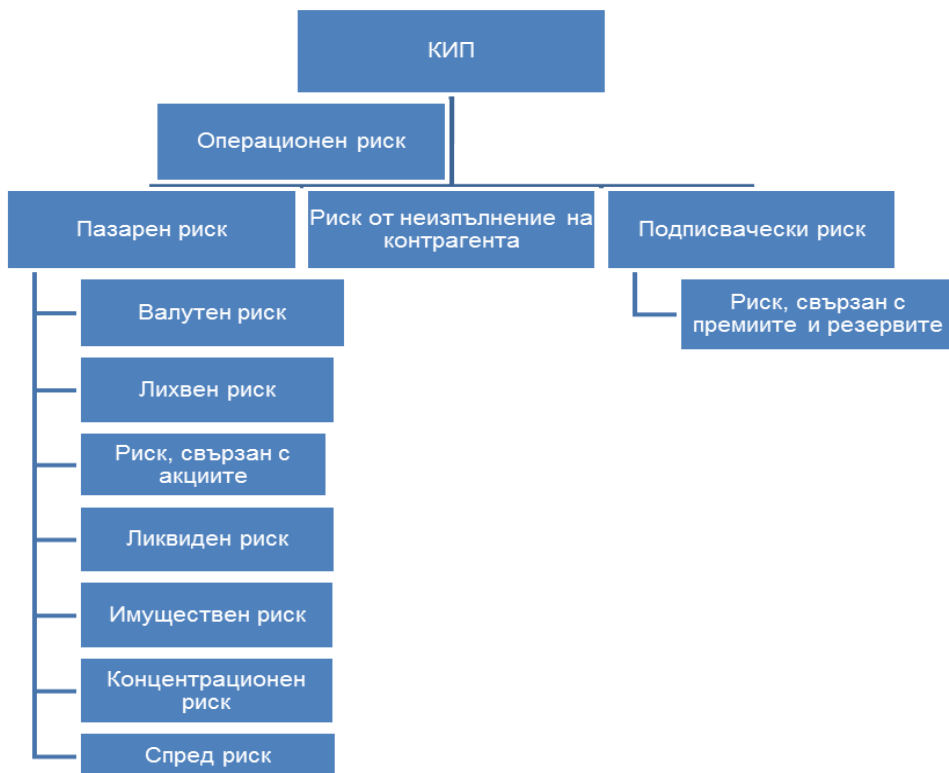 КИП
Операционен риск
Пазарен риск
Риск от неизпълнение на
контрагента
Подписвачески риск
Валутен риск
Лихвен риск
Риск, свързан с
акциите
Ликвиден риск
Имуществен риск
Концентрационен
риск
Спред риск
Риск, свързан с
премиите и резервите